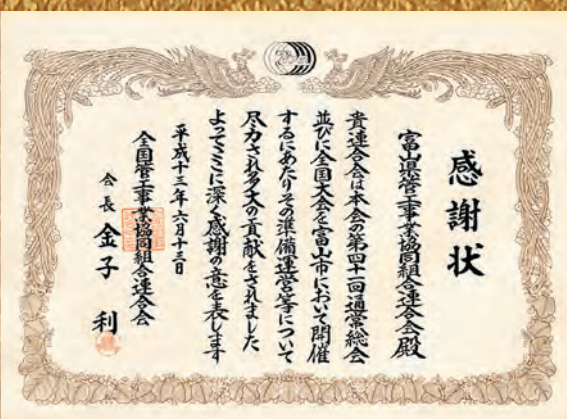 感謝状
富山県管工事業協同組合連合会殿
貴連合会は本会の第四十一回通常総会
並びに全国大会を富山市において開催
するにあたりその準備運営等について
尽力され多大の貢献をされました
よってここに深く感謝の意を表します
平成十三年六月十三日
全国管工事業協同組合連合会
会長 金子利